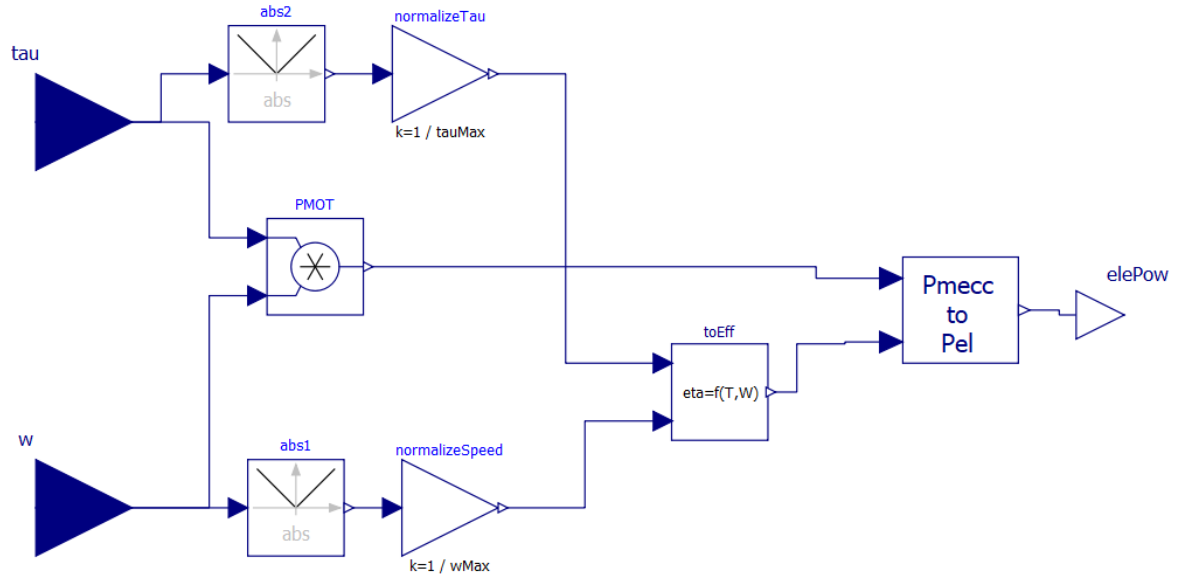 abs2
normalizeTau
tau
abs
k=1 / tauMax
PMOT
elePow
Pmecc
to
Pel
toEff
eta=f(T,W)
w
abs1
normalizeSpeed
abs
k=1 / wMax